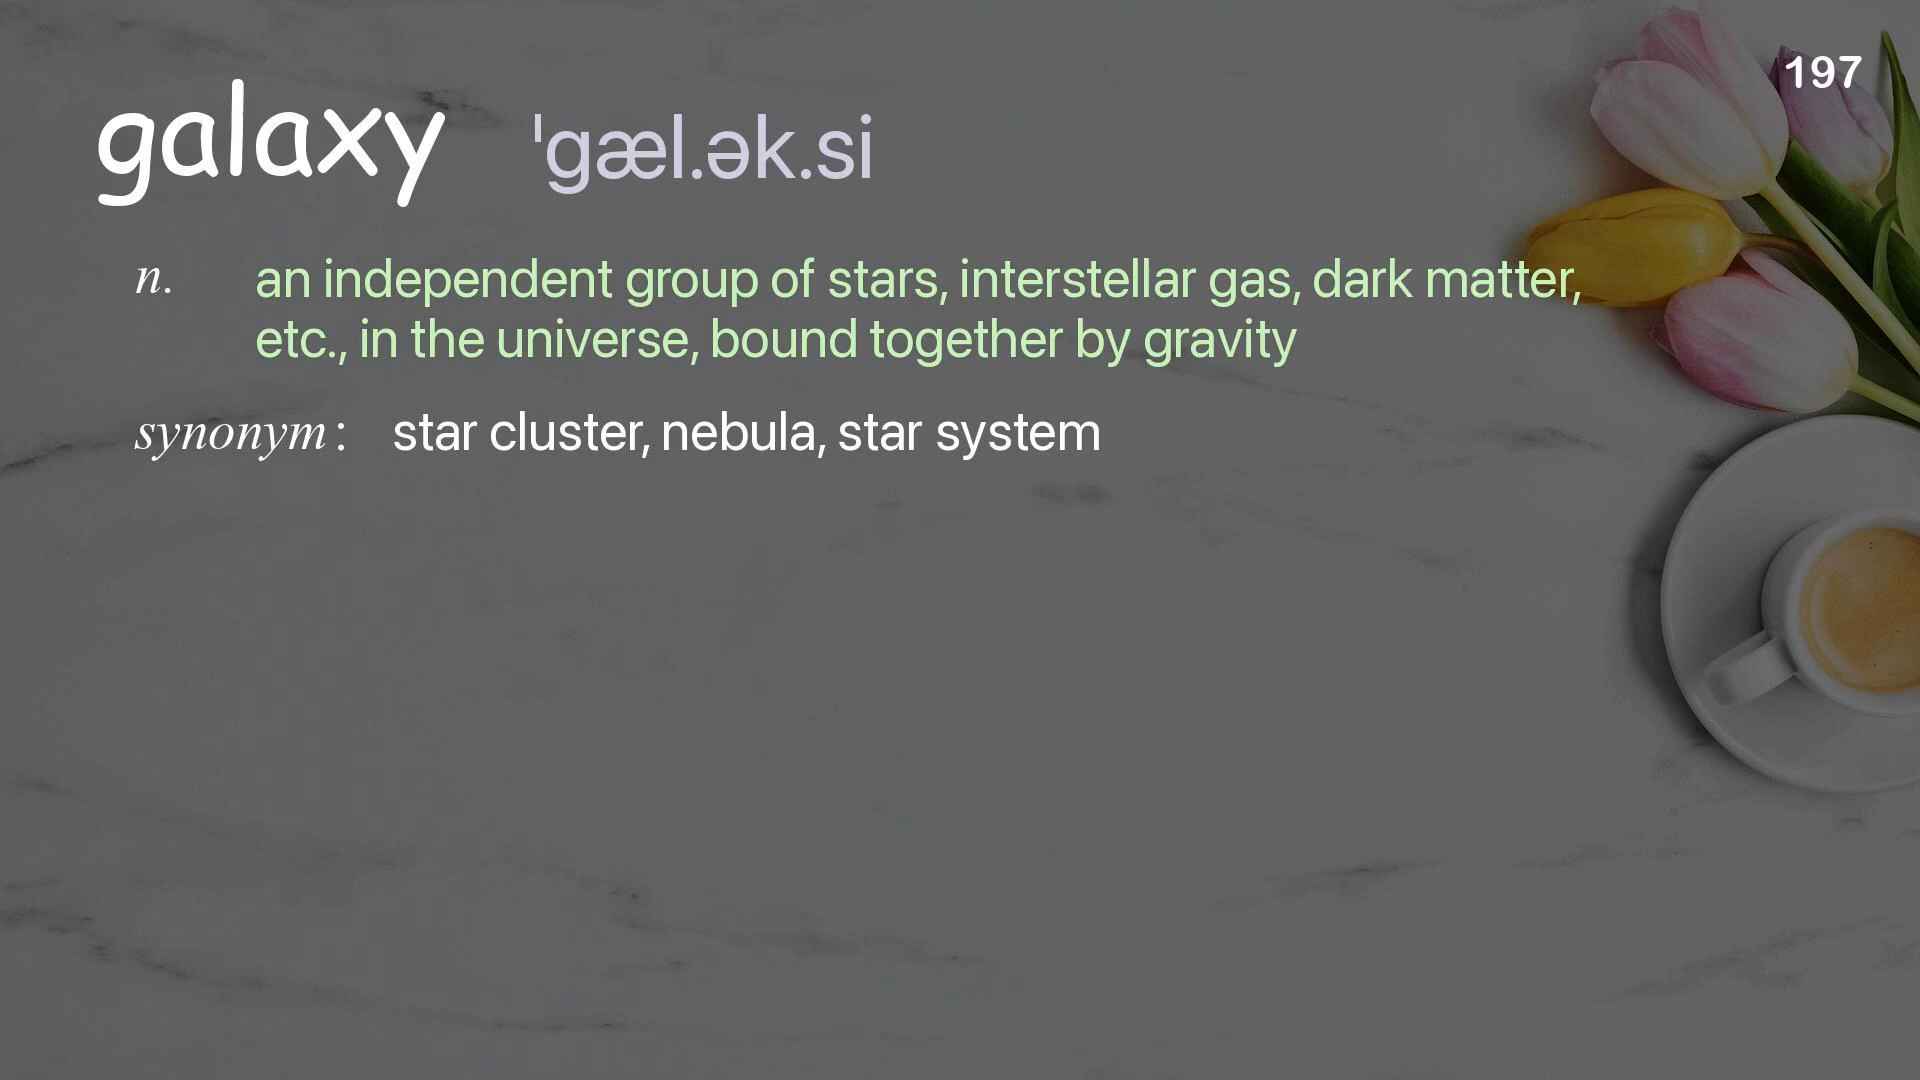 197
galaxy ˈgæl.ək.si
n. an independent group of stars, interstellar gas, dark matter,
etc., in the universe, bound together by gravity
synonym: star cluster, nebula, star system